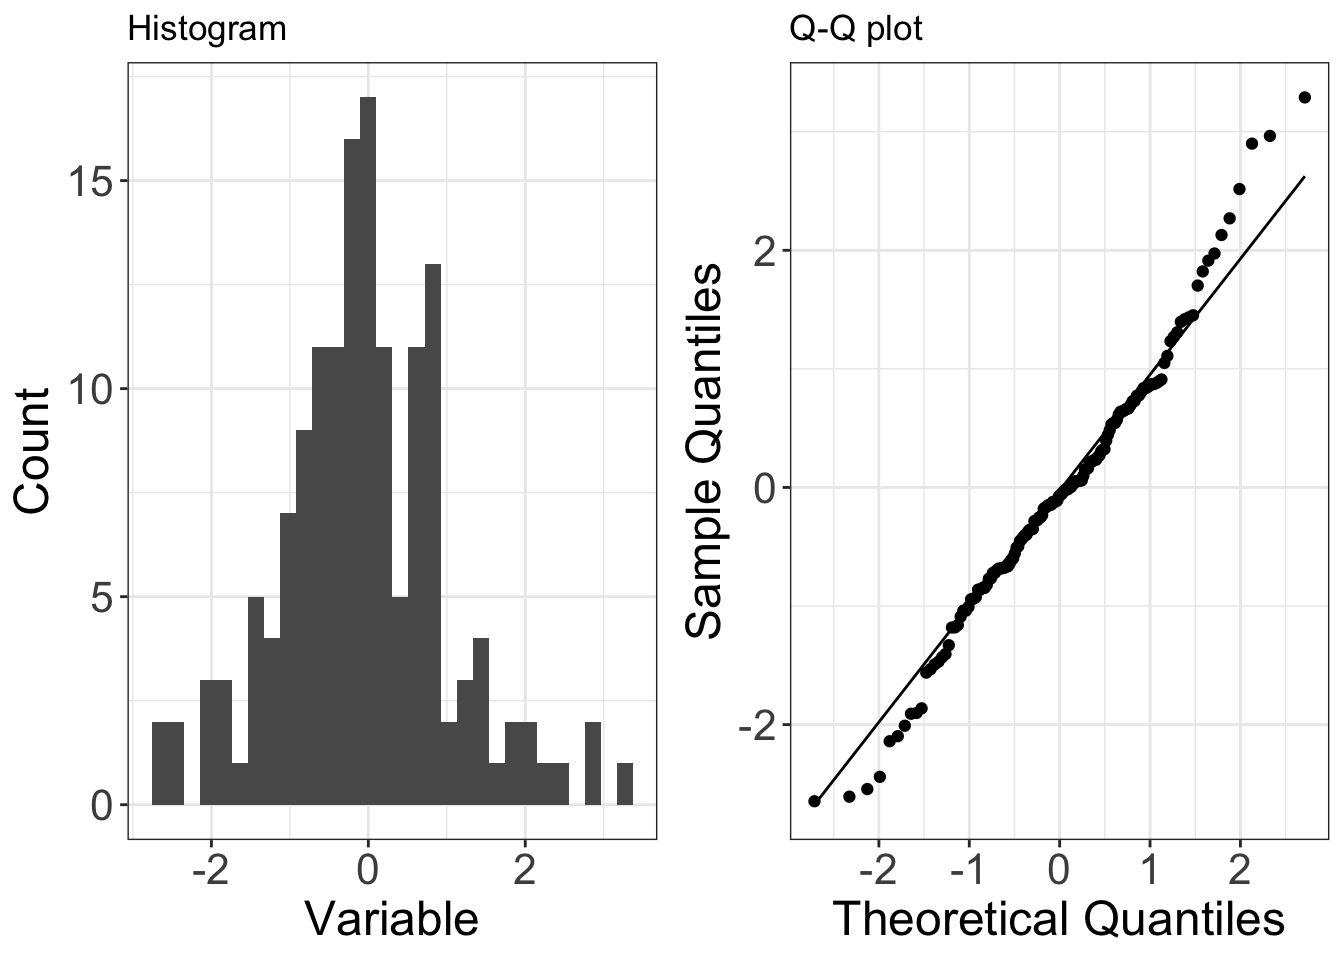 Histogram
15
10
5
0
Count
-2 0 2
Variable
Q-Q plot
2
0
-2
Sample Quantiles
-2 -1 0 1 2
Theoretical Quantiles